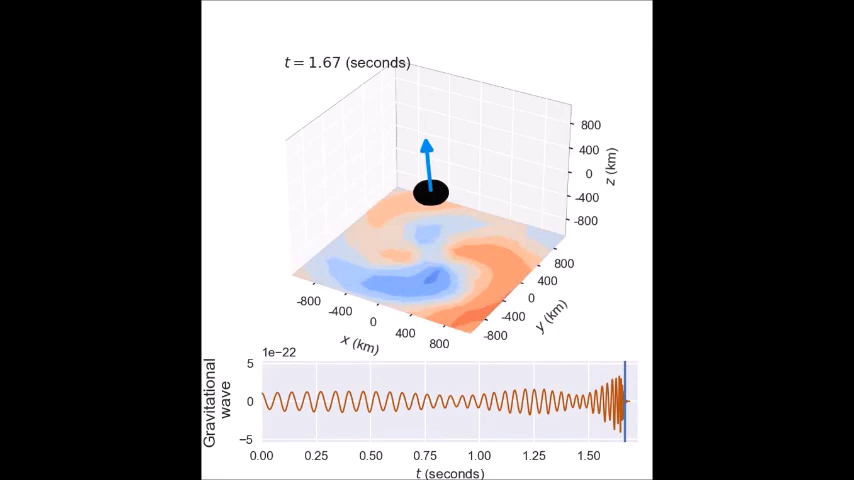 t = 1.67 (seconds)
800
400
0
-400
-800
z (km)
800
400
0
-400
-800
y (km)
-800
-400
0
400
800
x (km)
1e−22
5
0
−5
Gravitational
wave
0.00 0.25 0.50 0.75 1.00 1.25 1.50
t (seconds)